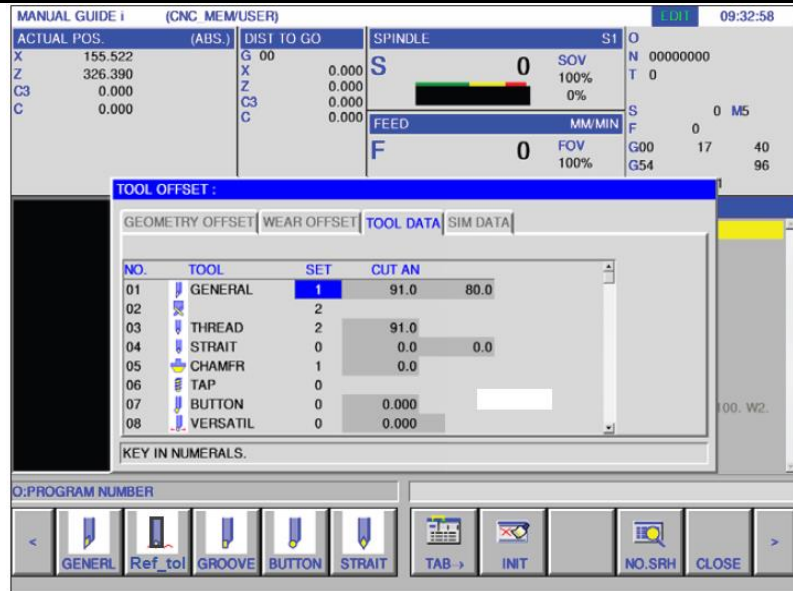 MANUAL GUIDE i (CNC_MEM/USER) EDIT 09:32:58
ACTUAL POS. (ABS.) DIST TO GO SPINDLE S1 O
X 155.522 G 00 N 00000000
Z 326.390 X 0.000 S 0 SOV T 0
C3 0.000 Z 0.000 100%
C 0.000 C3 0.000 0%
C 0.000 S 0 M5
FEED MM/MIN F 0
F 0 FOV G00 17 40
100% G54 96
TOOL OFFSET :
GEOMETRY OFFSET WEAR OFFSET TOOL DATA SIM DATA
NO. TOOL SET CUT AN
01 GENERAL 1 91.0 80.0
02 2
03 THREAD 2 91.0
04 STRAIT 0 0.0 0.0
05 CHAMFR 1 0.0
06 TAP 0
07 BUTTON 0 0.000 100. W2.
08 VERSATIL 0 0.000
KEY IN NUMERALS.
O:PROGRAM NUMBER
< GENERL Ref_tol GROOVE BUTTON STRAIT TAB→ INIT NO.SRH CLOSE >